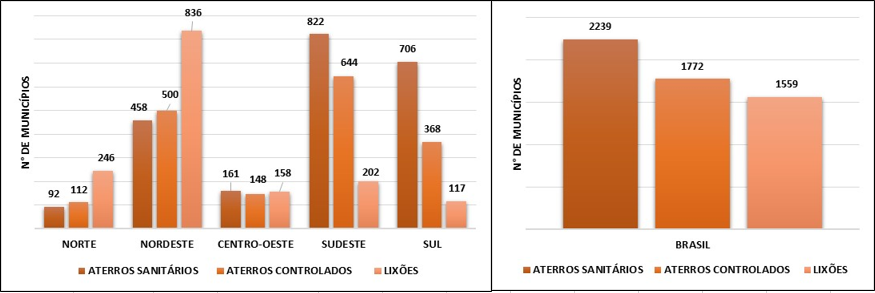 N° DE MUNICÍPIOS
92
112
246
458
500
836
161
148
158
822
644
202
706
368
117
NORTE
NORDESTE
CENTRO-OESTE
SUDESTE
SUL
ATERROS SANITÁRIOS
ATERROS CONTROLADOS
LIXÕES
N° DE MUNICÍPIOS
2239
1772
1559
BRASIL
ATERROS SANITÁRIOS
ATERROS CONTROLADOS
LIXÕES